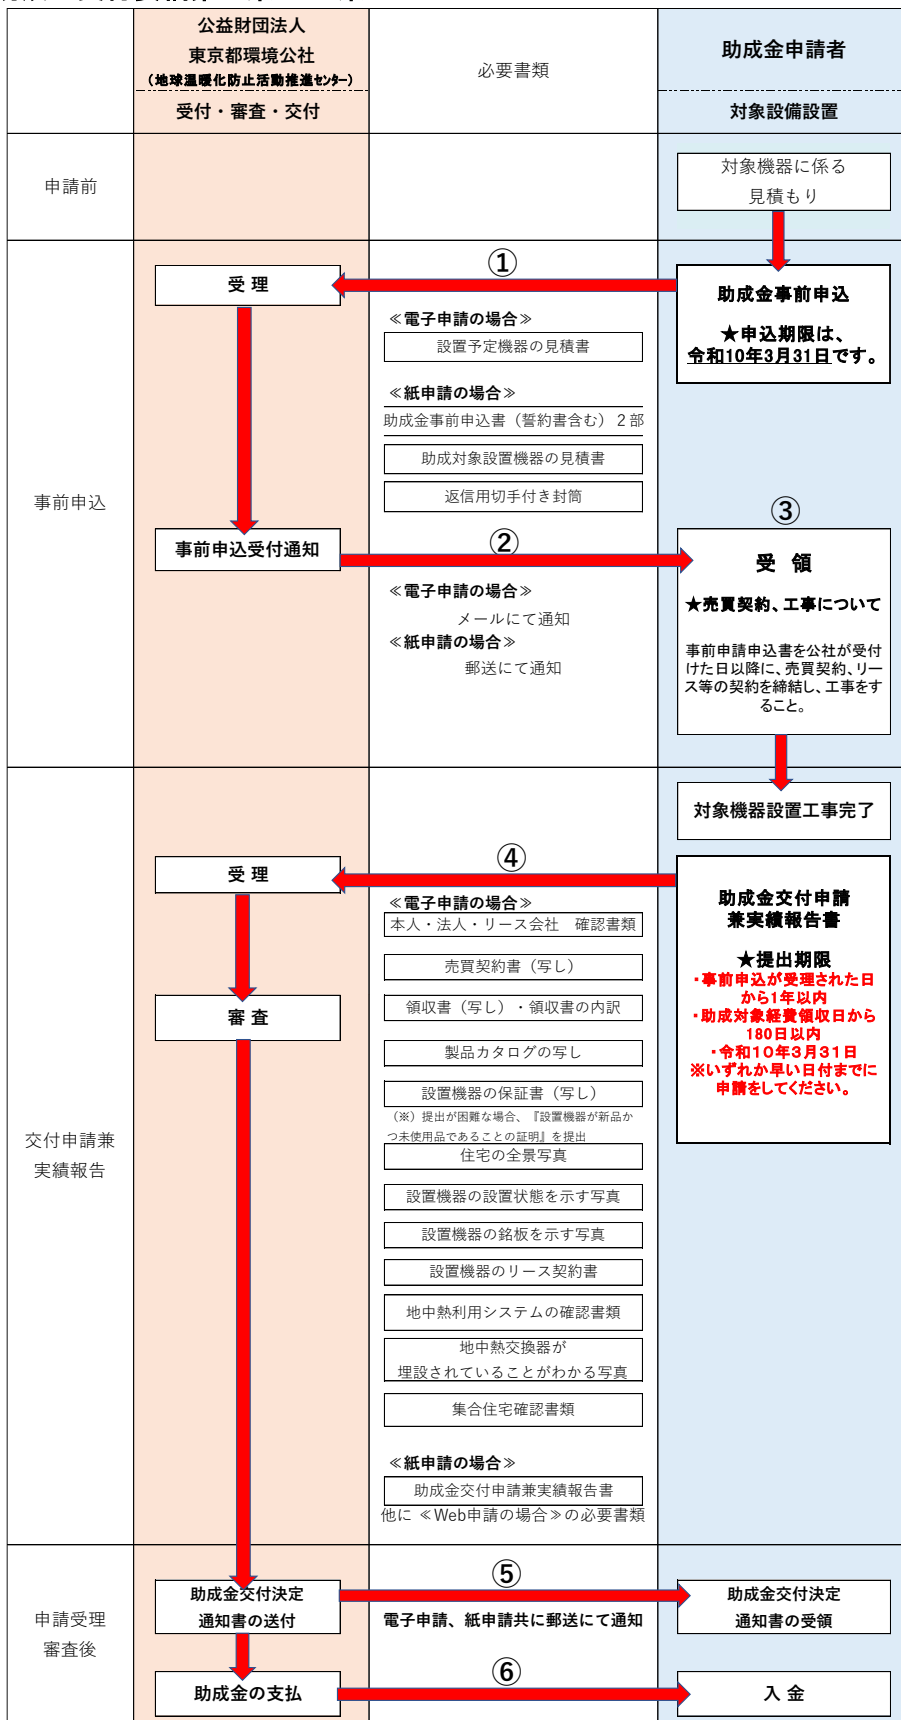 公益財団法人
東京都環境公社
（地球温暖化防止活動推進ｾﾝﾀｰ）
受付・審査・交付
必要書類
助成金申請者
対象設備設置
申請前
対象機器に係る
見積もり
事前申込
①
受 理
助成金事前申込
★申込期限は、
令和10年3月31日です。
≪電子申請の場合≫
設置予定機器の見積書
≪紙申請の場合≫
助成金事前申込書（誓約書含む）２部
助成対象設置機器の見積書
返信用切手付き封筒
事前申込受付通知
②
③
受 領
★売買契約、工事について
事前申請申込書を公社が受付
けた日以降に、売買契約、リー
ス等の契約を締結し、工事をす
ること。
≪電子申請の場合≫
メールにて通知
≪紙申請の場合≫
郵送にて通知
対象機器設置工事完了
交付申請兼
実績報告
④
受 理
審 査
助成金交付申請
兼実績報告書
★提出期限
・事前申込が受理された日
から1年以内
・助成対象経費領収日から
180日以内
・令和１０年３月３１日
※いずれか早い日付までに
申請をしてください。
≪電子申請の場合≫
本人・法人・リース会社　確認書類
売買契約書（写し）
領収書（写し）・領収書の内訳
製品カタログの写し
設置機器の保証書（写し）
（※）提出が困難な場合、『設置機器が新品か
つ未使用品であることの証明』を提出
住宅の全景写真
設置機器の設置状態を示す写真
設置機器の銘板を示す写真
設置機器のリース契約書
地中熱利用システムの確認書類
地中熱交換器が
埋設されていることがわかる写真
集合住宅確認書類
≪紙申請の場合≫
助成金交付申請兼実績報告書
他に ≪Web申請の場合≫の必要書類
申請受理
審査後
⑤
助成金交付決定
通知書の送付
電子申請、紙申請共に郵送にて通知
助成金交付決定
通知書の受領
⑥
助成金の支払
入 金